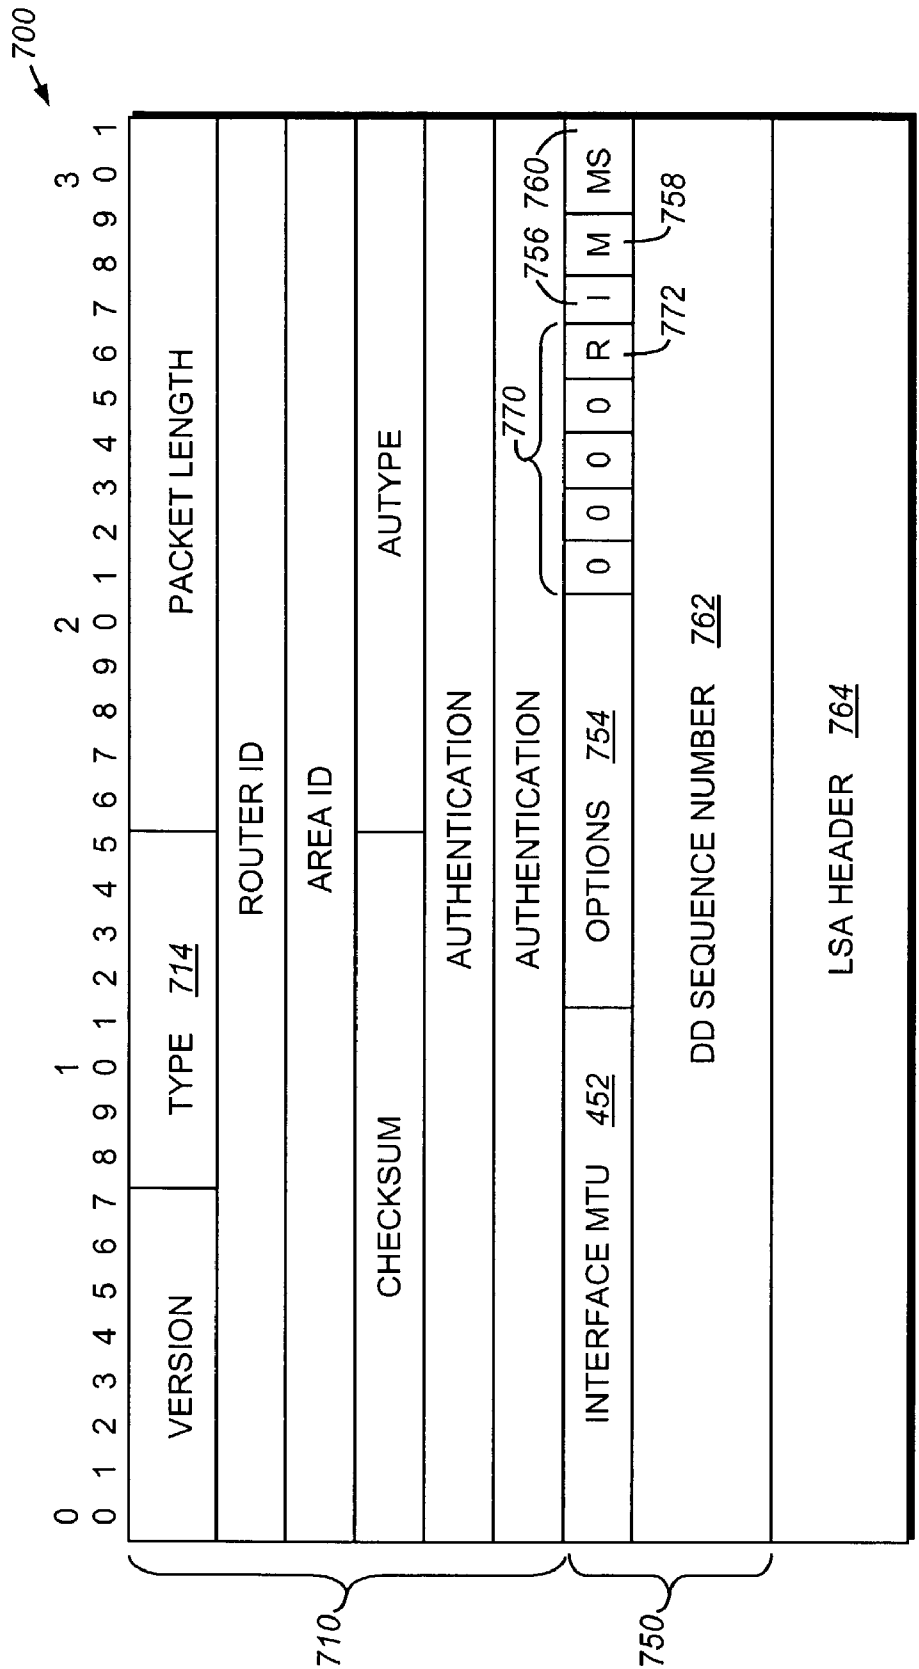 700
0 1 2 3
0 1 2 3 4 5 6 7 8 9 0 1 2 3 4 5 6 7 8 9 0 1 2 3 4 5 6 7 8 9 0 1
VERSION TYPE 714 PACKET LENGTH
ROUTER ID
AREA ID
CHECKSUM AUTYPE
AUTHENTICATION
AUTHENTICATION
710
770 756 760
INTERFACE MTU 452 OPTIONS 754 0 0 0 0 R I M MS
772 758
DD SEQUENCE NUMBER 762
750
LSA HEADER 764